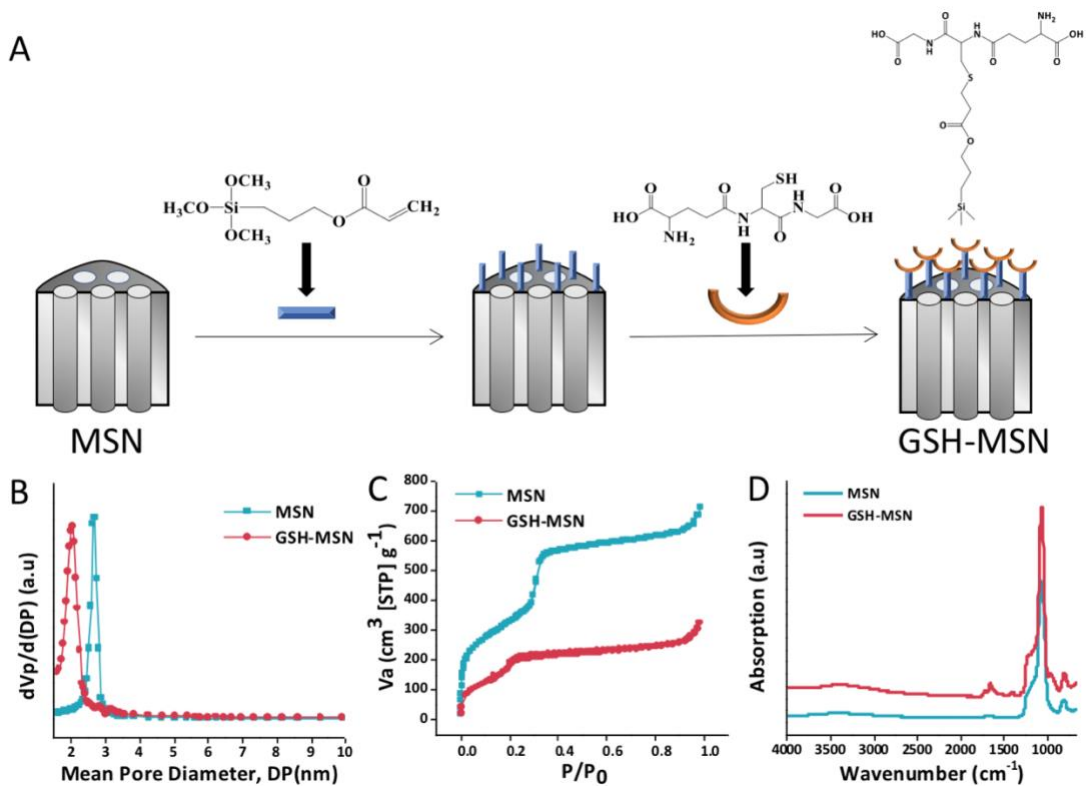 A
O
NH₂
HO
N
H
O
H
N
OH
O
O
S
O
O
Si
OCH₃
H₃CO
Si
OCH₃
O
O
CH₂
SH
O
HO
NH₂
O
N
H
O
H
N
O
OH
MSN
GSH-MSN
B
MSN
GSH-MSN
dVp/d(DP) (a.u)
2 3 4 5 6 7 8 9 10
Mean Pore Diameter, DP(nm)
C
MSN
GSH-MSN
Va (cm³ [STP] g⁻¹)
800
700
600
500
400
300
200
100
0
0.0 0.2 0.4 0.6 0.8 1.0
P/P₀
D
MSN
GSH-MSN
Absorption (a.u)
4000 3500 3000 2500 2000 1500 1000
Wavenumber (cm⁻¹)